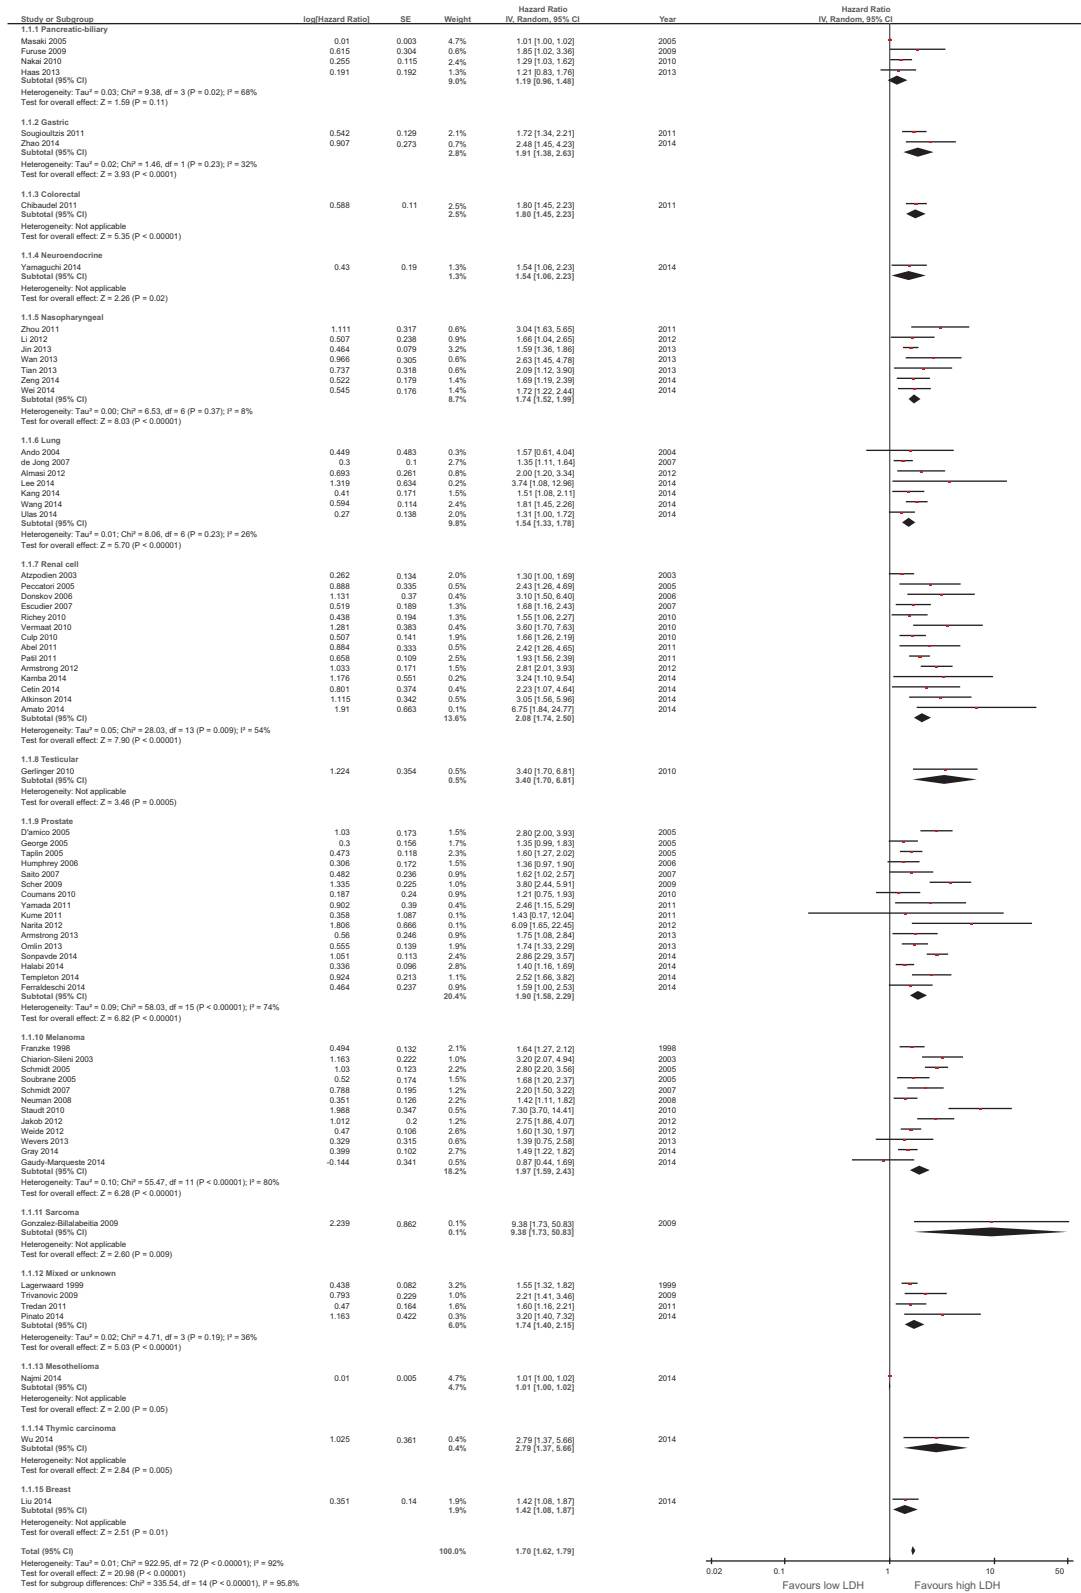 Hazard Ratio Hazard Ratio
Study or Subgroup log[Hazard Ratio] SE Weight IV, Random, 95% CI Year IV, Random, 95% CI
1.1.1 Pancreatic-biliary
Masaki 2005 0.01 0.003 4.7% 1.01 [1.00, 1.02] 2005
Furuse 2009 0.615 0.304 0.6% 1.85 [1.02, 3.36] 2009
Nakai 2010 0.255 0.115 2.4% 1.29 [1.03, 1.62] 2010
Haas 2013 0.191 0.192 1.3% 1.21 [0.83, 1.76] 2013
Subtotal (95% CI) 9.0% 1.19 [0.96, 1.48]
Heterogeneity: Tau² = 0.03; Chi² = 9.38, df = 3 (P = 0.02); I² = 68%
Test for overall effect: Z = 1.59 (P = 0.11)
1.1.2 Gastric
Sougioultzis 2011 0.542 0.129 2.1% 1.72 [1.34, 2.21] 2011
Zhao 2014 0.907 0.273 0.7% 2.48 [1.45, 4.23] 2014
Subtotal (95% CI) 2.8% 1.91 [1.38, 2.63]
Heterogeneity: Tau² = 0.02; Chi² = 1.46, df = 1 (P = 0.23); I² = 32%
Test for overall effect: Z = 3.93 (P < 0.0001)
1.1.3 Colorectal
Chibaudel 2011 0.588 0.11 2.5% 1.80 [1.45, 2.23] 2011
Subtotal (95% CI) 2.5% 1.80 [1.45, 2.23]
Heterogeneity: Not applicable
Test for overall effect: Z = 5.35 (P < 0.00001)
1.1.4 Neuroendocrine
Yamaguchi 2014 0.43 0.19 1.3% 1.54 [1.06, 2.23] 2014
Subtotal (95% CI) 1.3% 1.54 [1.06, 2.23]
Heterogeneity: Not applicable
Test for overall effect: Z = 2.26 (P = 0.02)
1.1.5 Nasopharyngeal
Zhou 2011 1.111 0.317 0.6% 3.04 [1.63, 5.65] 2011
Li 2012 0.507 0.238 0.9% 1.66 [1.04, 2.65] 2012
Jin 2013 0.464 0.079 3.2% 1.59 [1.36, 1.86] 2013
Wan 2013 0.966 0.305 0.6% 2.63 [1.45, 4.78] 2013
Tian 2013 0.737 0.318 0.6% 2.09 [1.12, 3.90] 2013
Zeng 2014 0.522 0.179 1.4% 1.69 [1.19, 2.39] 2014
Wei 2014 0.545 0.176 1.4% 1.72 [1.22, 2.44] 2014
Subtotal (95% CI) 8.7% 1.74 [1.52, 1.99]
Heterogeneity: Tau² = 0.00; Chi² = 6.53, df = 6 (P = 0.37); I² = 8%
Test for overall effect: Z = 8.03 (P < 0.00001)
1.1.6 Lung
Ando 2004 0.449 0.483 0.3% 1.57 [0.61, 4.04] 2004
de Jong 2007 0.3 0.1 2.7% 1.35 [1.11, 1.64] 2007
Almasi 2012 0.693 0.261 0.8% 2.00 [1.20, 3.34] 2012
Lee 2014 1.319 0.634 0.2% 3.74 [1.08, 12.96] 2014
Kang 2014 0.41 0.171 1.5% 1.51 [1.08, 2.11] 2014
Wang 2014 0.594 0.114 2.4% 1.81 [1.45, 2.26] 2014
Ulas 2014 0.27 0.138 2.0% 1.31 [1.00, 1.72] 2014
Subtotal (95% CI) 9.8% 1.54 [1.33, 1.78]
Heterogeneity: Tau² = 0.01; Chi² = 8.06, df = 6 (P = 0.23); I² = 26%
Test for overall effect: Z = 5.70 (P < 0.00001)
1.1.7 Renal cell
Atzpodien 2003 0.262 0.134 2.0% 1.30 [1.00, 1.69] 2003
Peccatori 2005 0.888 0.335 0.5% 2.43 [1.26, 4.69] 2005
Donskov 2006 1.131 0.37 0.4% 3.10 [1.50, 6.40] 2006
Escudier 2007 0.519 0.189 1.3% 1.68 [1.16, 2.43] 2007
Richey 2010 0.438 0.194 1.2% 1.55 [1.06, 2.27] 2010
Vermaat 2010 1.281 0.383 0.4% 3.60 [1.70, 7.63] 2010
Culp 2010 0.507 0.141 1.9% 1.66 [1.26, 2.19] 2010
Abel 2011 0.884 0.333 0.5% 2.42 [1.26, 4.65] 2011
Patil 2011 0.658 0.109 2.5% 1.93 [1.56, 2.39] 2011
Armstrong 2012 1.033 0.171 1.5% 2.81 [2.01, 3.93] 2012
Kamba 2014 1.176 0.551 0.2% 3.24 [1.10, 9.54] 2014
Cetin 2014 0.801 0.374 0.4% 2.23 [1.07, 4.64] 2014
Atkinson 2014 1.115 0.342 0.5% 3.05 [1.56, 5.96] 2014
Amato 2014 1.91 0.663 0.1% 6.75 [1.84, 24.77] 2014
Subtotal (95% CI) 13.6% 2.08 [1.74, 2.50]
Heterogeneity: Tau² = 0.05; Chi² = 28.03, df = 13 (P = 0.009); I² = 54%
Test for overall effect: Z = 7.90 (P < 0.00001)
1.1.8 Testicular
Gerlinger 2010 1.224 0.354 0.5% 3.40 [1.70, 6.81] 2010
Subtotal (95% CI) 0.5% 3.40 [1.70, 6.81]
Heterogeneity: Not applicable
Test for overall effect: Z = 3.46 (P = 0.0005)
1.1.9 Prostate
D'amico 2005 1.03 0.173 1.5% 2.80 [2.00, 3.93] 2005
George 2005 0.3 0.156 1.7% 1.35 [0.99, 1.83] 2005
Taplin 2005 0.473 0.118 2.3% 1.60 [1.27, 2.02] 2005
Humphrey 2006 0.306 0.172 1.5% 1.36 [0.97, 1.90] 2006
Saito 2007 0.482 0.236 0.9% 1.62 [1.02, 2.57] 2007
Scher 2009 1.335 0.225 1.0% 3.80 [2.44, 5.91] 2009
Coumans 2010 0.187 0.24 0.9% 1.21 [0.75, 1.93] 2010
Yamada 2011 0.902 0.39 0.4% 2.46 [1.15, 5.29] 2011
Kume 2011 0.358 1.087 0.1% 1.43 [0.17, 12.04] 2011
Narita 2012 1.806 0.666 0.1% 6.09 [1.65, 22.45] 2012
Armstrong 2013 0.56 0.246 0.9% 1.75 [1.08, 2.84] 2013
Omlin 2013 0.555 0.139 1.9% 1.74 [1.33, 2.29] 2013
Sonpavde 2014 1.051 0.113 2.4% 2.86 [2.29, 3.57] 2014
Halabi 2014 0.336 0.096 2.8% 1.40 [1.16, 1.69] 2014
Templeton 2014 0.924 0.213 1.1% 2.52 [1.66, 3.82] 2014
Ferraldeschi 2014 0.464 0.237 0.9% 1.59 [1.00, 2.53] 2014
Subtotal (95% CI) 20.4% 1.90 [1.58, 2.29]
Heterogeneity: Tau² = 0.09; Chi² = 58.03, df = 15 (P < 0.00001); I² = 74%
Test for overall effect: Z = 6.82 (P < 0.00001)
1.1.10 Melanoma
Franzke 1998 0.494 0.132 2.1% 1.64 [1.27, 2.12] 1998
Chiarion-Sileni 2003 1.163 0.222 1.0% 3.20 [2.07, 4.94] 2003
Schmidt 2005 1.03 0.123 2.2% 2.80 [2.20, 3.56] 2005
Soubrane 2005 0.52 0.174 1.5% 1.68 [1.20, 2.37] 2005
Schmidt 2007 0.788 0.195 1.2% 2.20 [1.50, 3.22] 2007
Neuman 2008 0.351 0.126 2.2% 1.42 [1.11, 1.82] 2008
Staudt 2010 1.988 0.347 0.5% 7.30 [3.70, 14.41] 2010
Jakob 2012 1.012 0.2 1.2% 2.75 [1.86, 4.07] 2012
Weide 2012 0.47 0.106 2.6% 1.60 [1.30, 1.97] 2012
Wevers 2013 0.329 0.315 0.6% 1.39 [0.75, 2.58] 2013
Gray 2014 0.399 0.102 2.7% 1.49 [1.22, 1.82] 2014
Gaudy-Marqueste 2014 -0.144 0.341 0.5% 0.87 [0.44, 1.69] 2014
Subtotal (95% CI) 18.2% 1.97 [1.59, 2.43]
Heterogeneity: Tau² = 0.10; Chi² = 55.47, df = 11 (P < 0.00001); I² = 80%
Test for overall effect: Z = 6.28 (P < 0.00001)
1.1.11 Sarcoma
Gonzalez-Billalabeitia 2009 2.239 0.862 0.1% 9.38 [1.73, 50.83] 2009
Subtotal (95% CI) 0.1% 9.38 [1.73, 50.83]
Heterogeneity: Not applicable
Test for overall effect: Z = 2.60 (P = 0.009)
1.1.12 Mixed or unknown
Lagerwaard 1999 0.438 0.082 3.2% 1.55 [1.32, 1.82] 1999
Trivanovic 2009 0.793 0.229 1.0% 2.21 [1.41, 3.46] 2009
Tredan 2011 0.47 0.164 1.6% 1.60 [1.16, 2.21] 2011
Pinato 2014 1.163 0.422 0.3% 3.20 [1.40, 7.32] 2014
Subtotal (95% CI) 6.0% 1.74 [1.40, 2.15]
Heterogeneity: Tau² = 0.02; Chi² = 4.71, df = 3 (P = 0.19); I² = 36%
Test for overall effect: Z = 5.03 (P < 0.00001)
1.1.13 Mesothelioma
Najmi 2014 0.01 0.005 4.7% 1.01 [1.00, 1.02] 2014
Subtotal (95% CI) 4.7% 1.01 [1.00, 1.02]
Heterogeneity: Not applicable
Test for overall effect: Z = 2.00 (P = 0.05)
1.1.14 Thymic carcinoma
Wu 2014 1.025 0.361 0.4% 2.79 [1.37, 5.66] 2014
Subtotal (95% CI) 0.4% 2.79 [1.37, 5.66]
Heterogeneity: Not applicable
Test for overall effect: Z = 2.84 (P = 0.005)
1.1.15 Breast
Liu 2014 0.351 0.14 1.9% 1.42 [1.08, 1.87] 2014
Subtotal (95% CI) 1.9% 1.42 [1.08, 1.87]
Heterogeneity: Not applicable
Test for overall effect: Z = 2.51 (P = 0.01)
Total (95% CI) 100.0% 1.70 [1.62, 1.79]
Heterogeneity: Tau² = 0.01; Chi² = 922.95, df = 72 (P < 0.00001); I² = 92%
Test for overall effect: Z = 20.98 (P < 0.00001)
Test for subgroup differences: Chi² = 335.54, df = 14 (P < 0.00001), I² = 95.8%
0.02 0.1 1 10 50
Favours low LDH Favours high LDH